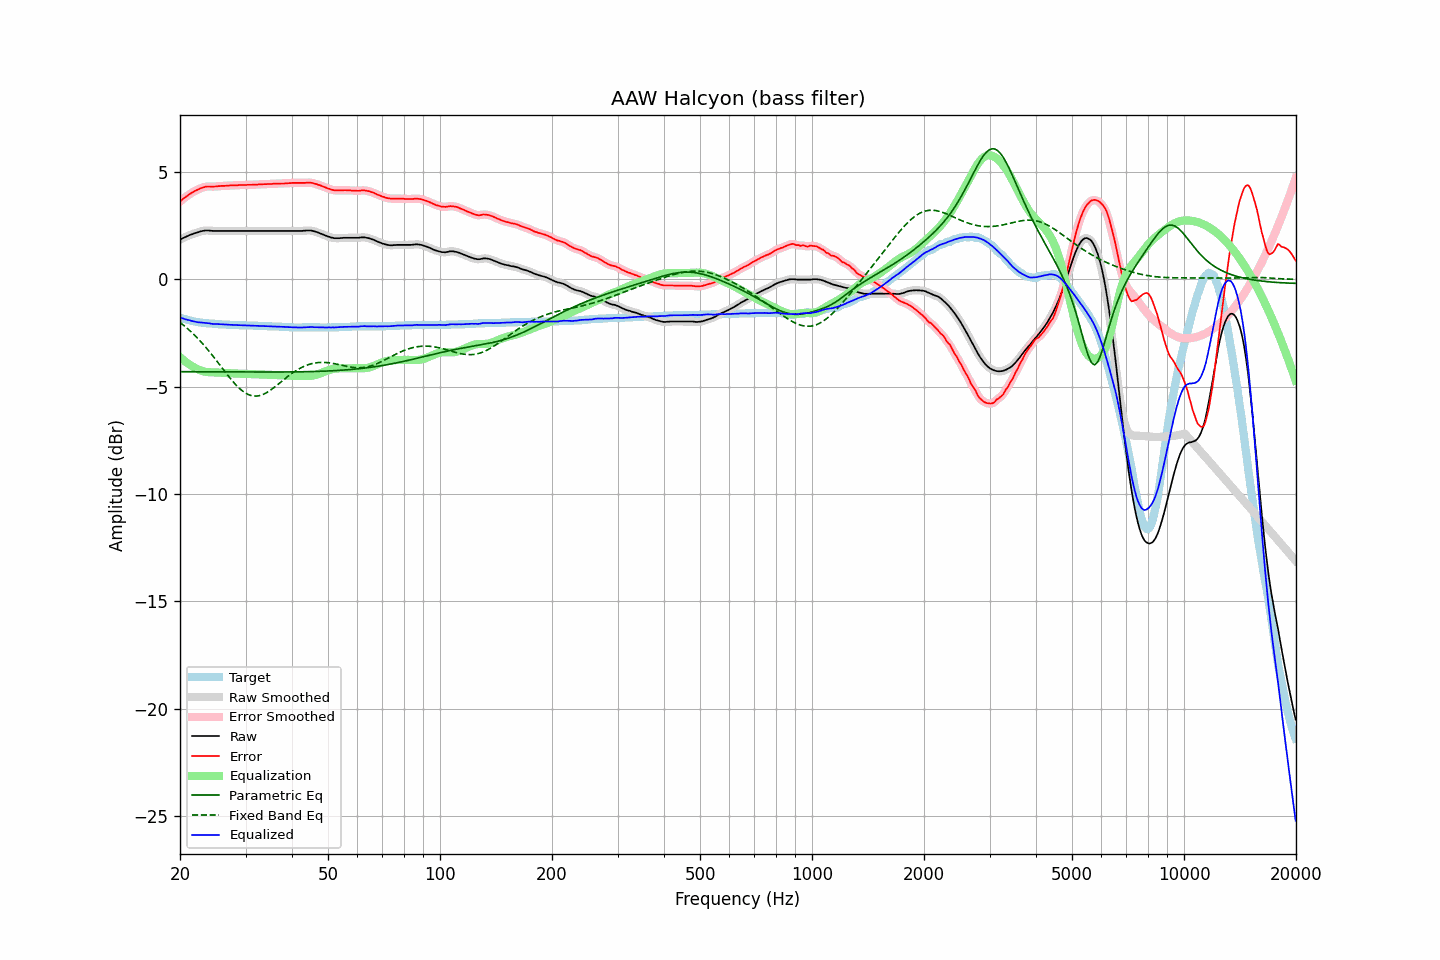 AAW Halcyon (bass filter)
Amplitude (dBr)
5
0
−5
−10
−15
−20
−25
Target
Raw Smoothed
Error Smoothed
Raw
Error
Equalization
Parametric Eq
Fixed Band Eq
Equalized
20 50 100 200 500 1000 2000 5000 10000 20000
Frequency (Hz)